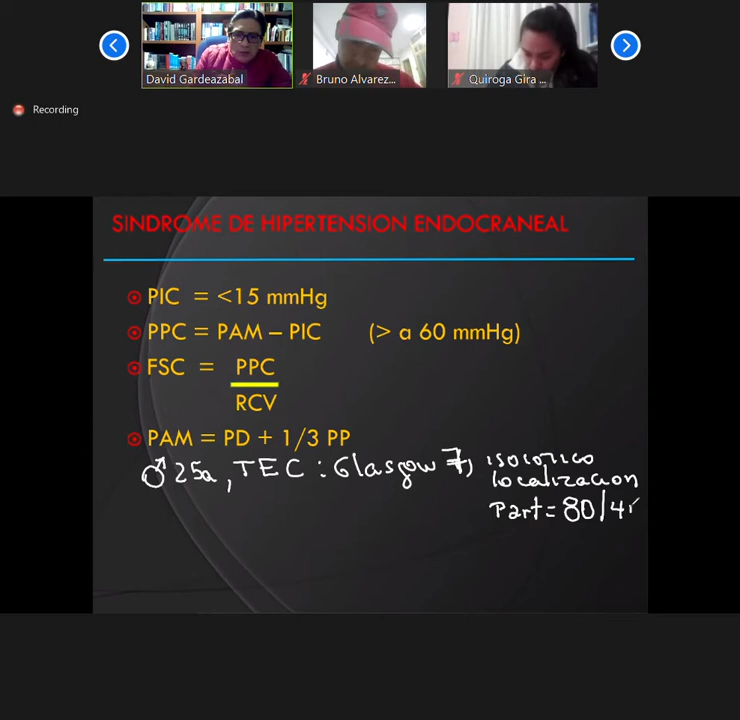 David Gardeazabal
Bruno Alvarez...
Quiroga Gira ...
Recording
SINDROME DE HIPERTENSION ENDOCRANEAL
PIC = <15 mmHg
PPC = PAM – PIC (> a 60 mmHg)
FSC = PPC
RCV
PAM = PD + 1/3 PP
♂ 25a, TEC : Glasgow 7, isocorico
localizacion
Part = 80/4